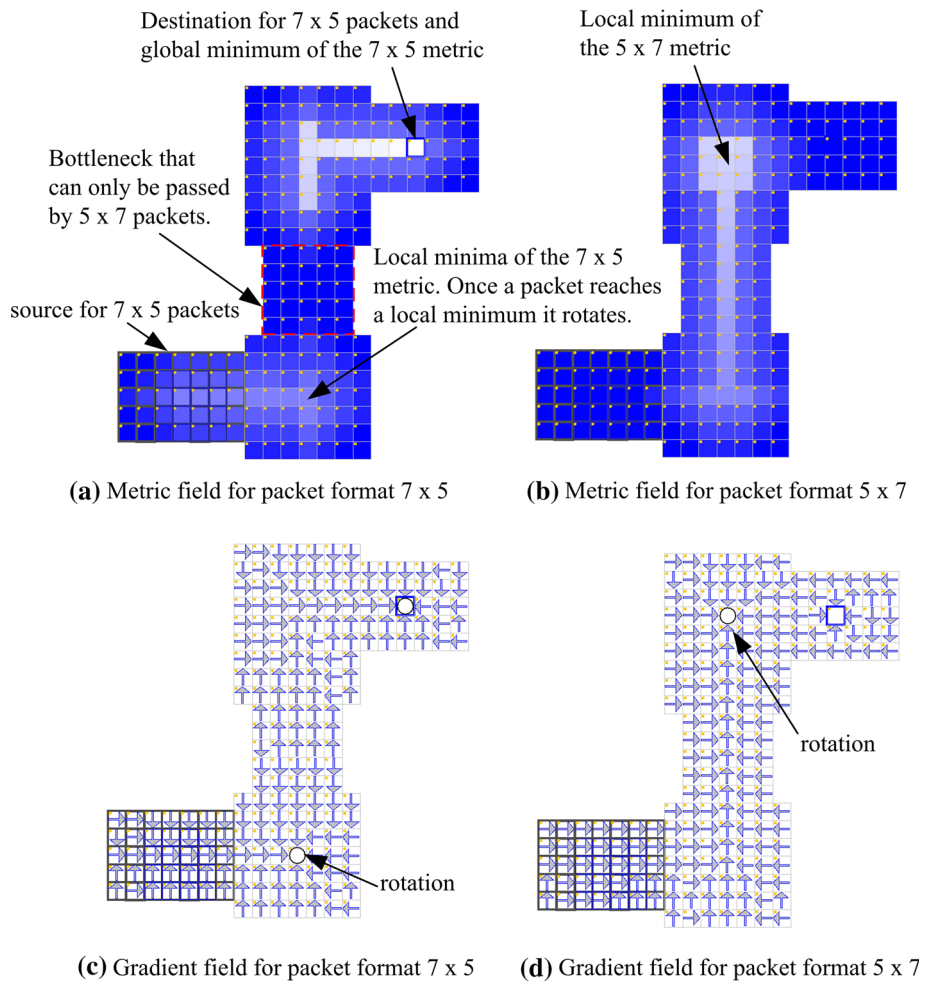 Destination for 7 x 5 packets and
global minimum of the 7 x 5 metric
Local minimum of
the 5 x 7 metric
Bottleneck that
can only be passed
by 5 x 7 packets.
Local minima of the 7 x 5
metric. Once a packet reaches
a local minimum it rotates.
source for 7 x 5 packets
(a) Metric field for packet format 7 x 5
(b) Metric field for packet format 5 x 7
rotation
rotation
(c) Gradient field for packet format 7 x 5
(d) Gradient field for packet format 5 x 7